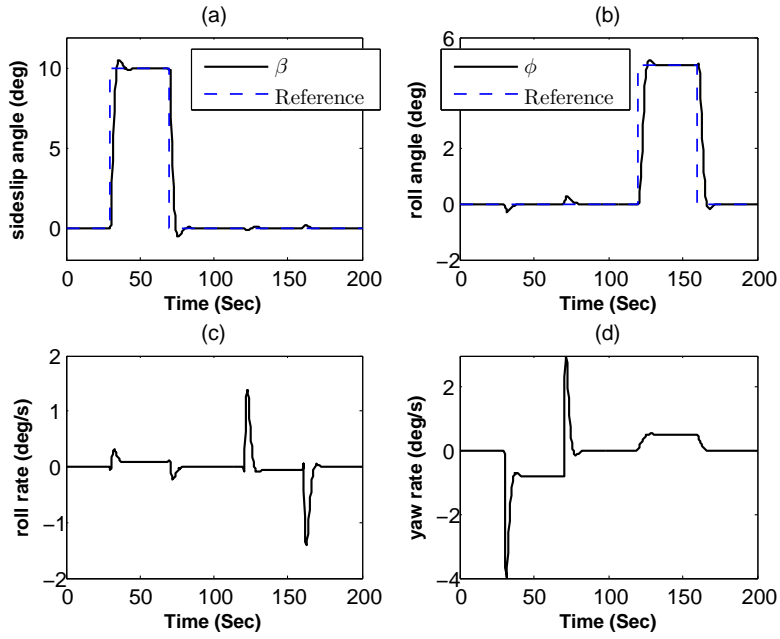 (a)
sideslip angle (deg)
10
5
0
β
Reference
0 50 100 150 200
Time (Sec)
(b)
roll angle (deg)
6
4
2
0
−2
ϕ
Reference
0 50 100 150 200
Time (Sec)
(c)
roll rate (deg/s)
2
1
0
−1
−2
0 50 100 150 200
Time (Sec)
(d)
yaw rate (deg/s)
2
0
−2
−4
0 50 100 150 200
Time (Sec)